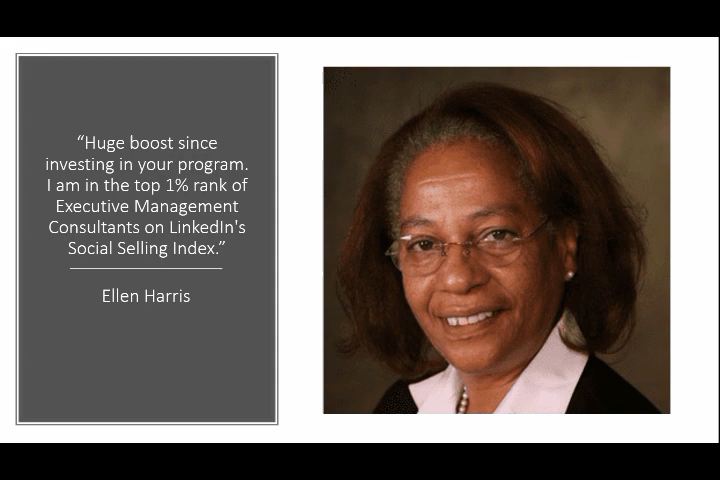 “Huge boost since
investing in your program.
I am in the top 1% rank of
Executive Management
Consultants on LinkedIn's
Social Selling Index.”
Ellen Harris